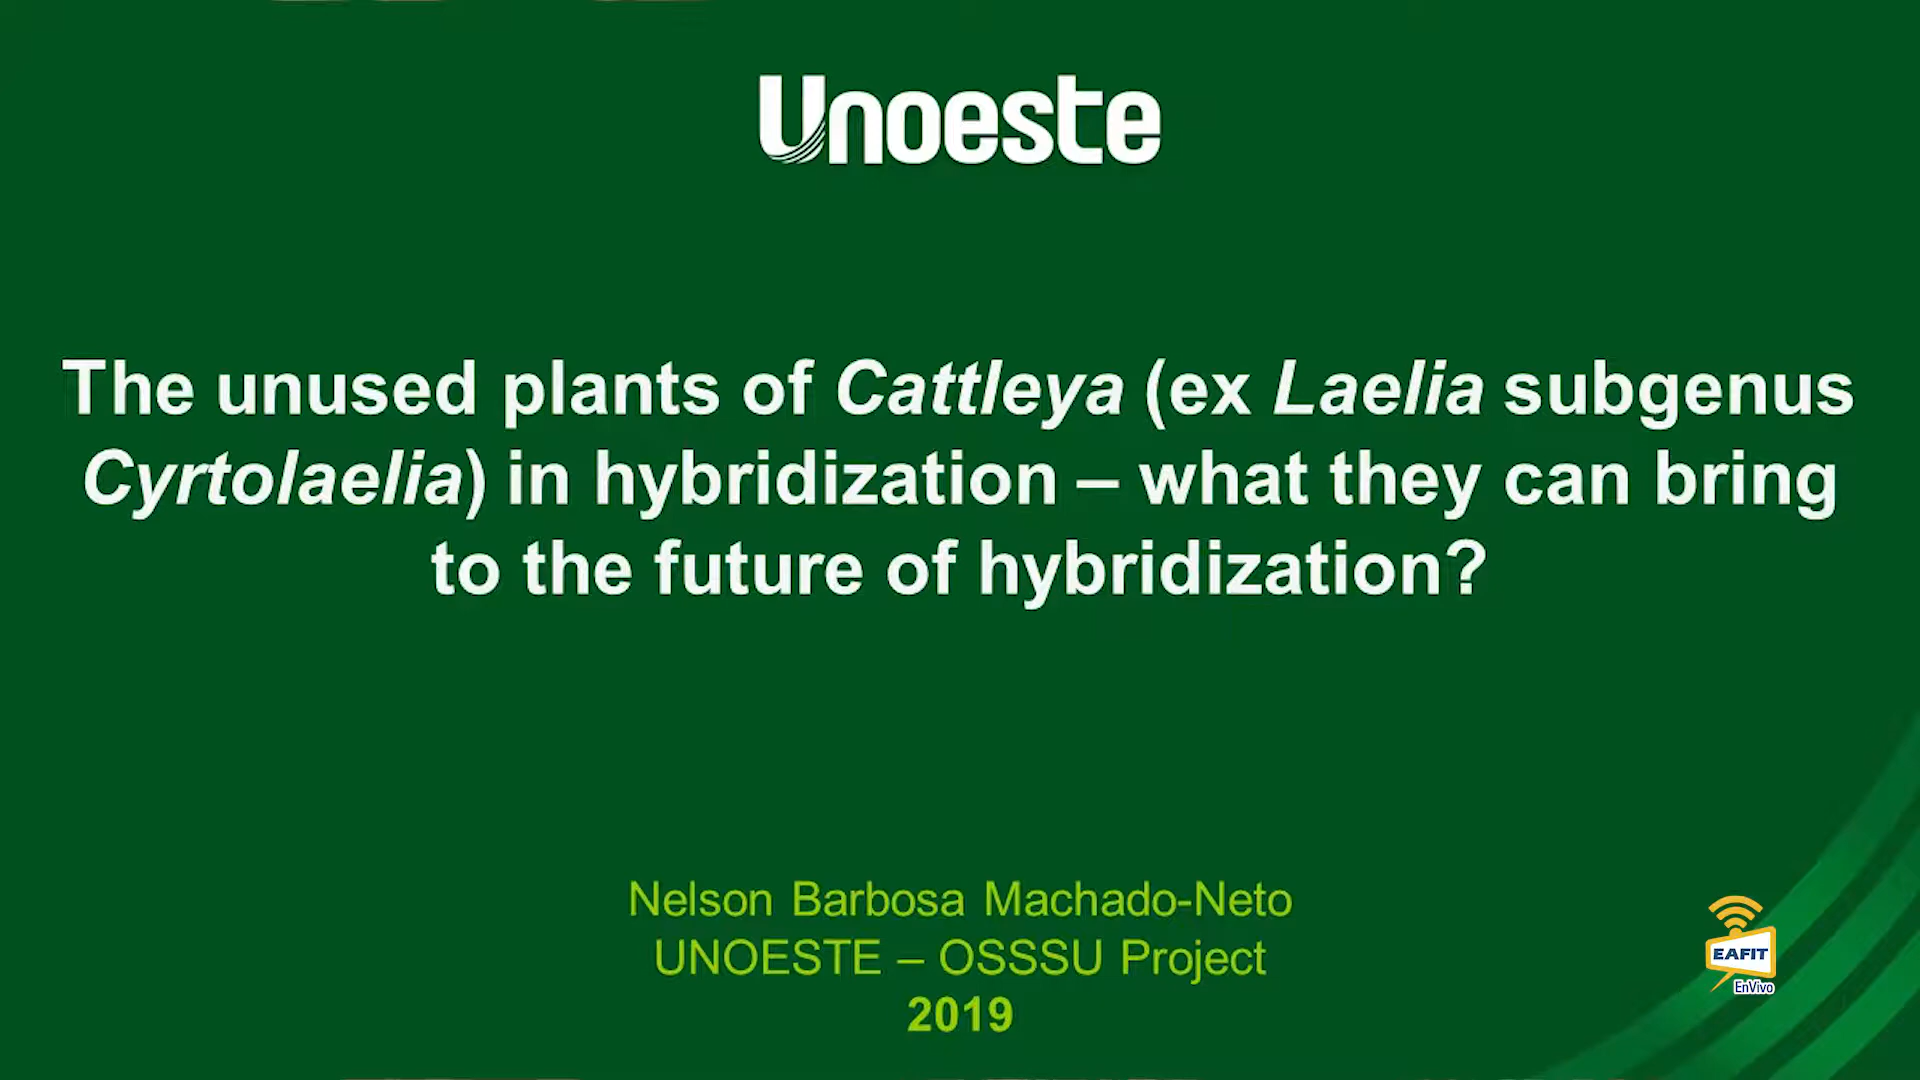 Unoeste
The unused plants of Cattleya (ex Laelia subgenus
Cyrtolaelia) in hybridization – what they can bring
to the future of hybridization?
Nelson Barbosa Machado-Neto
UNOESTE – OSSSU Project
2019
EAFIT
EnVivo